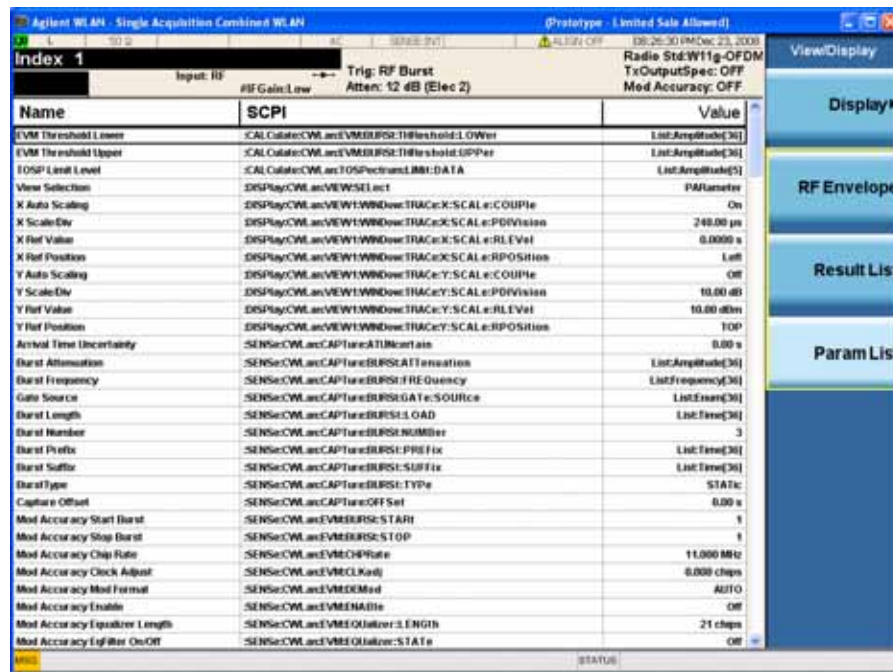 Agilent WLAN - Single Acquisition Combined WLAN (Prototype - Limited Sale Allowed)
L 50 Ω AC SENSE:INT ALIGN OFF 08:26:30 PM Dec 23, 2008
Index 1
Input: RF
#IFGain:Low
Trig: RF Burst
Atten: 12 dB (Elec 2)
Radio Std:W11g-OFDM
TxOutputSpec: OFF
Mod Accuracy: OFF
Name SCPI Value
EVM Threshold Lower :CALCulate:CWLan:EVM:BURSt:THReshold:LOWer List:Amplitude[36]
EVM Threshold Upper :CALCulate:CWLan:EVM:BURSt:THReshold:UPPer List:Amplitude[36]
TOSP Limit Level :CALCulate:CWLan:TOSPectrum:LIMit:DATA List:Amplitude[5]
View Selection :DISPlay:CWLan:VIEW:SELect PARameter
X Auto Scaling :DISPlay:CWLan:VIEW1:WINDow:TRACe:X:SCALe:COUPle On
X Scale/Div :DISPlay:CWLan:VIEW1:WINDow:TRACe:X:SCALe:PDIVision 240.00 µs
X Ref Value :DISPlay:CWLan:VIEW1:WINDow:TRACe:X:SCALe:RLEVel 0.0000 s
X Ref Position :DISPlay:CWLan:VIEW1:WINDow:TRACe:X:SCALe:RPOSition Left
Y Auto Scaling :DISPlay:CWLan:VIEW1:WINDow:TRACe:Y:SCALe:COUPle Off
Y Scale/Div :DISPlay:CWLan:VIEW1:WINDow:TRACe:Y:SCALe:PDIVision 10.00 dB
Y Ref Value :DISPlay:CWLan:VIEW1:WINDow:TRACe:Y:SCALe:RLEVel 10.00 dBm
Y Ref Position :DISPlay:CWLan:VIEW1:WINDow:TRACe:Y:SCALe:RPOSition TOP
Arrival Time Uncertainty :SENSe:CWLan:CAPTure:ATUNcertain 0.00 s
Burst Attenuation :SENSe:CWLan:CAPTure:BURSt:ATTenuation List:Amplitude[36]
Burst Frequency :SENSe:CWLan:CAPTure:BURSt:FREQuency List:Frequency[36]
Gate Source :SENSe:CWLan:CAPTure:BURSt:GATe:SOURce List:Enum[36]
Burst Length :SENSe:CWLan:CAPTure:BURSt:LOAD List:Time[36]
Burst Number :SENSe:CWLan:CAPTure:BURSt:NUMBer 3
Burst Prefix :SENSe:CWLan:CAPTure:BURSt:PREFix List:Time[36]
Burst Suffix :SENSe:CWLan:CAPTure:BURSt:SUFFix List:Time[36]
BurstType :SENSe:CWLan:CAPTure:BURSt:TYPe STATic
Capture Offset :SENSe:CWLan:CAPTure:OFFSet 0.00 s
Mod Accuracy Start Burst :SENSe:CWLan:EVM:BURSt:STARt 1
Mod Accuracy Stop Burst :SENSe:CWLan:EVM:BURSt:STOP 1
Mod Accuracy Chip Rate :SENSe:CWLan:EVM:CHPRate 11.000 MHz
Mod Accuracy Clock Adjust :SENSe:CWLan:EVM:CLKadj 0.000 chips
Mod Accuracy Mod Format :SENSe:CWLan:EVM:DEMod AUTO
Mod Accuracy Enable :SENSe:CWLan:EVM:ENABle Off
Mod Accuracy Equalizer Length :SENSe:CWLan:EVM:EQUalizer:LENGth 21 chips
Mod Accuracy EqFilter On/Off :SENSe:CWLan:EVM:EQUalizer:STATe Off
MSG STATUS
View/Display
Display
RF Envelope
Result Lis
Param Lis